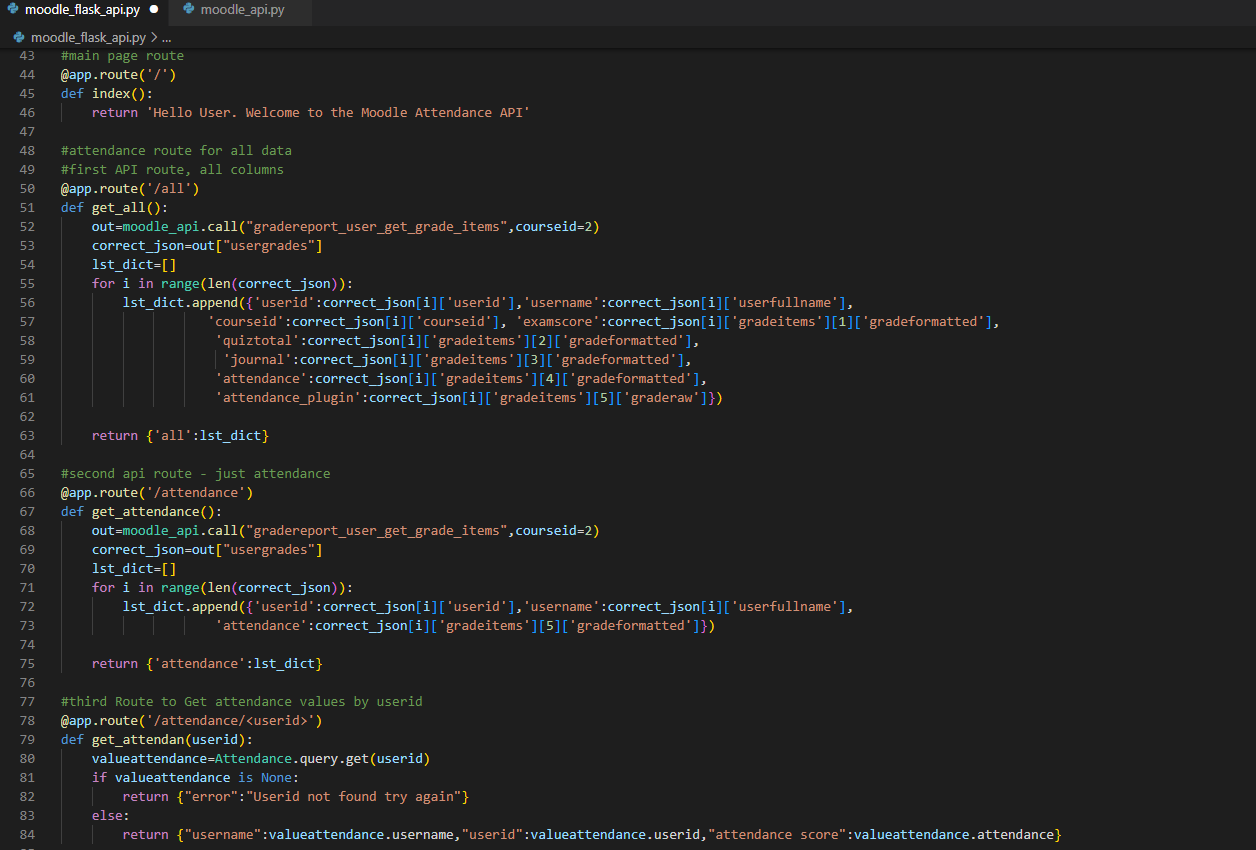 moodle_flask_api.py ● moodle_api.py
moodle_flask_api.py > ...
43 #main page route
44 @app.route('/')
45 def index():
46     return 'Hello User. Welcome to the Moodle Attendance API'
47
48 #attendance route for all data
49 #first API route, all columns
50 @app.route('/all')
51 def get_all():
52     out=moodle_api.call("gradereport_user_get_grade_items",courseid=2)
53     correct_json=out["usergrades"]
54     lst_dict=[]
55     for i in range(len(correct_json)):
56         lst_dict.append({'userid':correct_json[i]['userid'],'username':correct_json[i]['userfullname'],
57                    'courseid':correct_json[i]['courseid'], 'examscore':correct_json[i]['gradeitems'][1]['gradeformatted'],
58                     'quiztotal':correct_json[i]['gradeitems'][2]['gradeformatted'],
59                      'journal':correct_json[i]['gradeitems'][3]['gradeformatted'],
60                     'attendance':correct_json[i]['gradeitems'][4]['gradeformatted'],
61                     'attendance_plugin':correct_json[i]['gradeitems'][5]['graderaw']})
62
63     return {'all':lst_dict}
64
65 #second api route - just attendance
66 @app.route('/attendance')
67 def get_attendance():
68     out=moodle_api.call("gradereport_user_get_grade_items",courseid=2)
69     correct_json=out["usergrades"]
70     lst_dict=[]
71     for i in range(len(correct_json)):
72         lst_dict.append({'userid':correct_json[i]['userid'],'username':correct_json[i]['userfullname'],
73                     'attendance':correct_json[i]['gradeitems'][5]['gradeformatted']})
74
75     return {'attendance':lst_dict}
76
77 #third Route to Get attendance values by userid
78 @app.route('/attendance/<userid>')
79 def get_attendan(userid):
80     valueattendance=Attendance.query.get(userid)
81     if valueattendance is None:
82         return {"error":"Userid not found try again"}
83     else:
84         return {"username":valueattendance.username,"userid":valueattendance.userid,"attendance score":valueattendance.attendance}